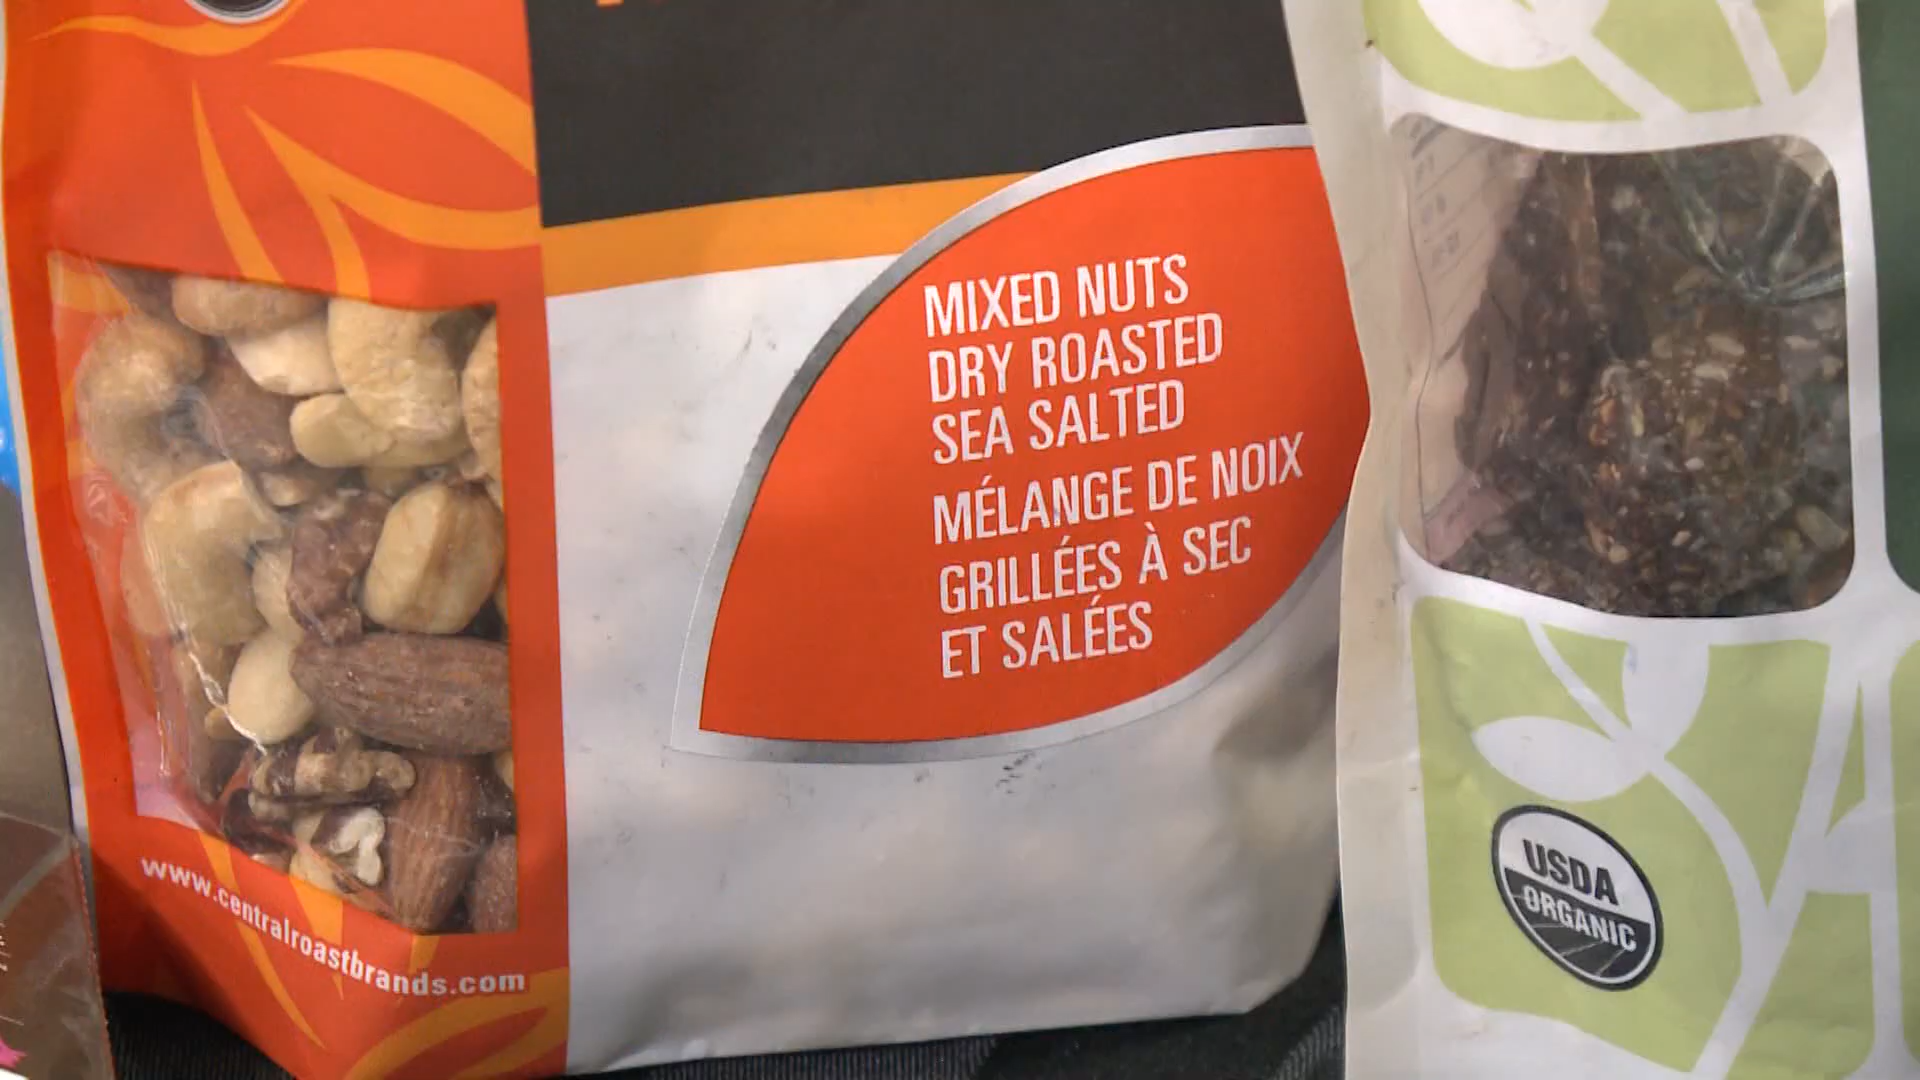 MIXED NUTS
DRY ROASTED
SEA SALTED
MÉLANGE DE NOIX
GRILLÉES À SEC
ET SALÉES
www.centralroastbrands.com
USDA
ORGANIC